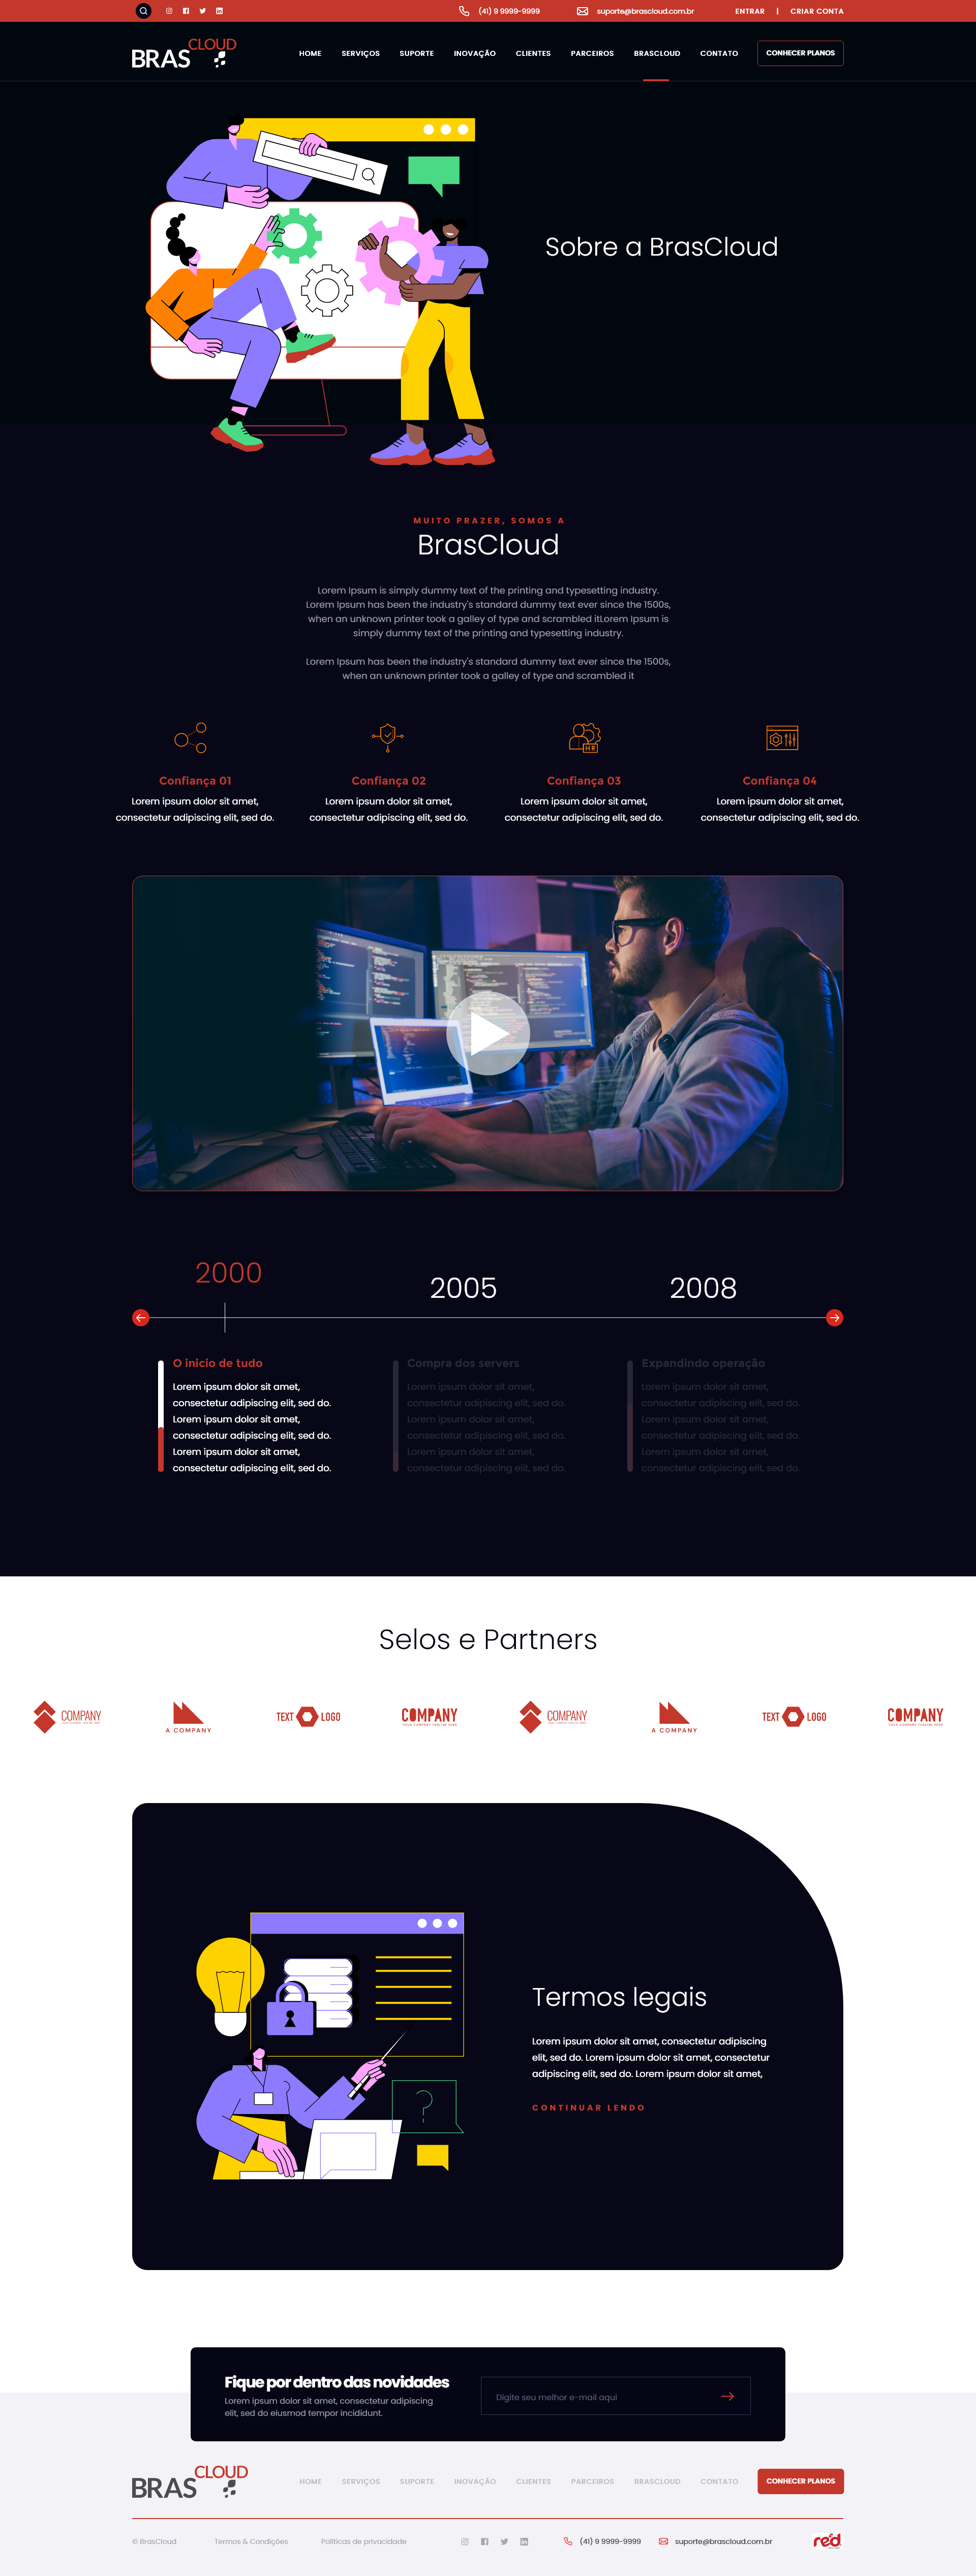 (41) 9 9999-9999
suporte@brascloud.com.br
ENTRAR | CRIAR CONTA
BRAS CLOUD
HOME SERVIÇOS SUPORTE INOVAÇÃO CLIENTES PARCEIROS BRASCLOUD CONTATO
CONHECER PLANOS
Sobre a BrasCloud
MUITO PRAZER, SOMOS A
BrasCloud
Lorem Ipsum is simply dummy text of the printing and typesetting industry.
Lorem Ipsum has been the industry's standard dummy text ever since the 1500s,
when an unknown printer took a galley of type and scrambled itLorem Ipsum is
simply dummy text of the printing and typesetting industry.
Lorem Ipsum has been the industry's standard dummy text ever since the 1500s,
when an unknown printer took a galley of type and scrambled it
HR
Confiança 01
Lorem ipsum dolor sit amet,
consectetur adipiscing elit, sed do.
Confiança 02
Lorem ipsum dolor sit amet,
consectetur adipiscing elit, sed do.
Confiança 03
Lorem ipsum dolor sit amet,
consectetur adipiscing elit, sed do.
Confiança 04
Lorem ipsum dolor sit amet,
consectetur adipiscing elit, sed do.
2000
2005
2008
O inicio de tudo
Lorem ipsum dolor sit amet,
consectetur adipiscing elit, sed do.
Lorem ipsum dolor sit amet,
consectetur adipiscing elit, sed do.
Lorem ipsum dolor sit amet,
consectetur adipiscing elit, sed do.
Compra dos servers
Lorem ipsum dolor sit amet,
consectetur adipiscing elit, sed do.
Lorem ipsum dolor sit amet,
consectetur adipiscing elit, sed do.
Lorem ipsum dolor sit amet,
consectetur adipiscing elit, sed do.
Expandindo operação
Lorem ipsum dolor sit amet,
consectetur adipiscing elit, sed do.
Lorem ipsum dolor sit amet,
consectetur adipiscing elit, sed do.
Lorem ipsum dolor sit amet,
consectetur adipiscing elit, sed do.
Selos e Partners
COMPANY
A COMPANY
TEXT LOGO
COMPANY
YOUR COMPANY TAGLINE HERE
COMPANY
A COMPANY
TEXT LOGO
COMPANY
YOUR COMPANY TAGLINE HERE
Termos legais
Lorem ipsum dolor sit amet, consectetur adipiscing
elit, sed do. Lorem ipsum dolor sit amet, consectetur
adipiscing elit, sed do. Lorem ipsum dolor sit amet,
CONTINUAR LENDO
Fique por dentro das novidades
Lorem ipsum dolor sit amet, consectetur adipiscing
elit, sed do eiusmod tempor incididunt.
Digite seu melhor e-mail aqui
BRAS CLOUD
HOME SERVIÇOS SUPORTE INOVAÇÃO CLIENTES PARCEIROS BRASCLOUD CONTATO
CONHECER PLANOS
© BrasCloud
Termos & Condições
Políticas de privacidade
(41) 9 9999-9999
suporte@brascloud.com.br
red